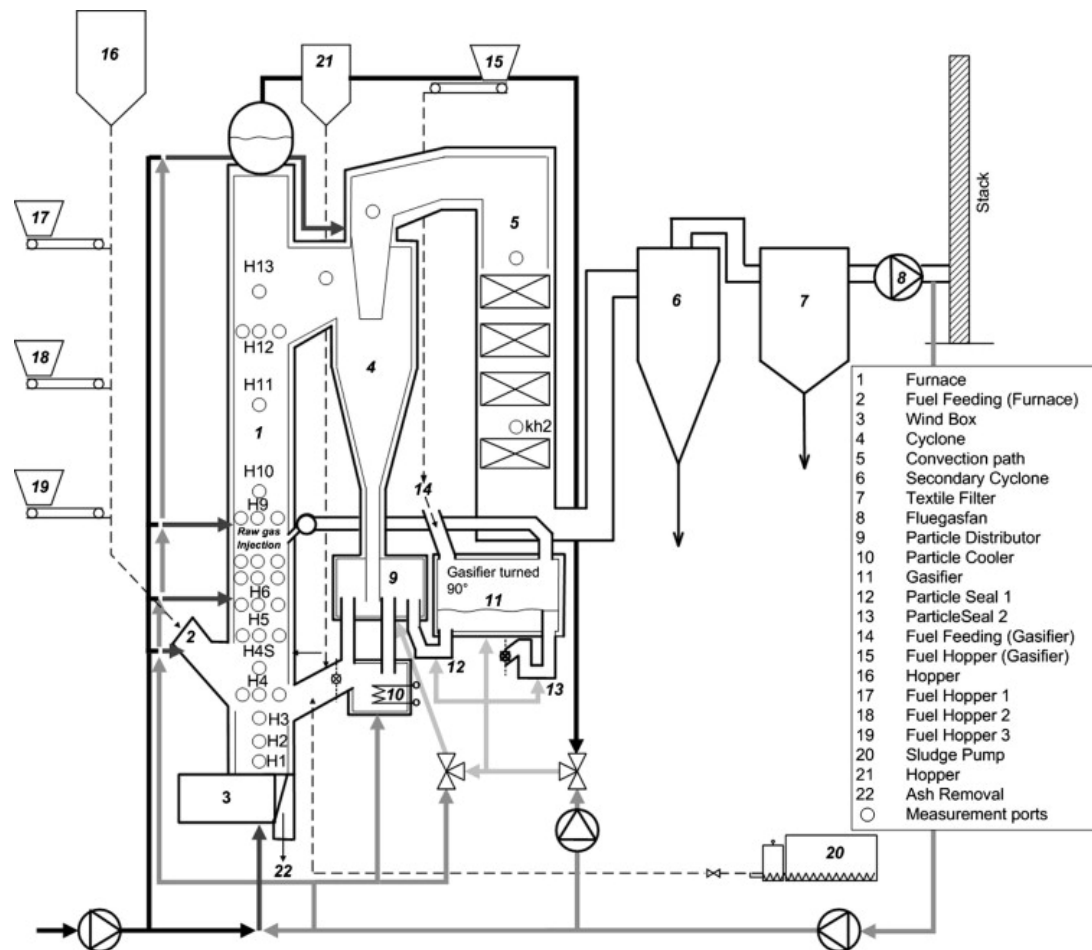 16
21
15
17
H13
5
Stack
6
7
8
H12
18
H11
4
1
kh2
19
H10
14
H9
Raw gas
Injection
9
Gasifier turned
90°
11
H6
H5
2
H4S
12
H4
10
13
H3
H2
H1
3
22
20
1 Furnace
2 Fuel Feeding (Furnace)
3 Wind Box
4 Cyclone
5 Convection path
6 Secondary Cyclone
7 Textile Filter
8 Fluegasfan
9 Particle Distributor
10 Particle Cooler
11 Gasifier
12 Particle Seal 1
13 ParticleSeal 2
14 Fuel Feeding (Gasifier)
15 Fuel Hopper (Gasifier)
16 Hopper
17 Fuel Hopper 1
18 Fuel Hopper 2
19 Fuel Hopper 3
20 Sludge Pump
21 Hopper
22 Ash Removal
Measurement ports